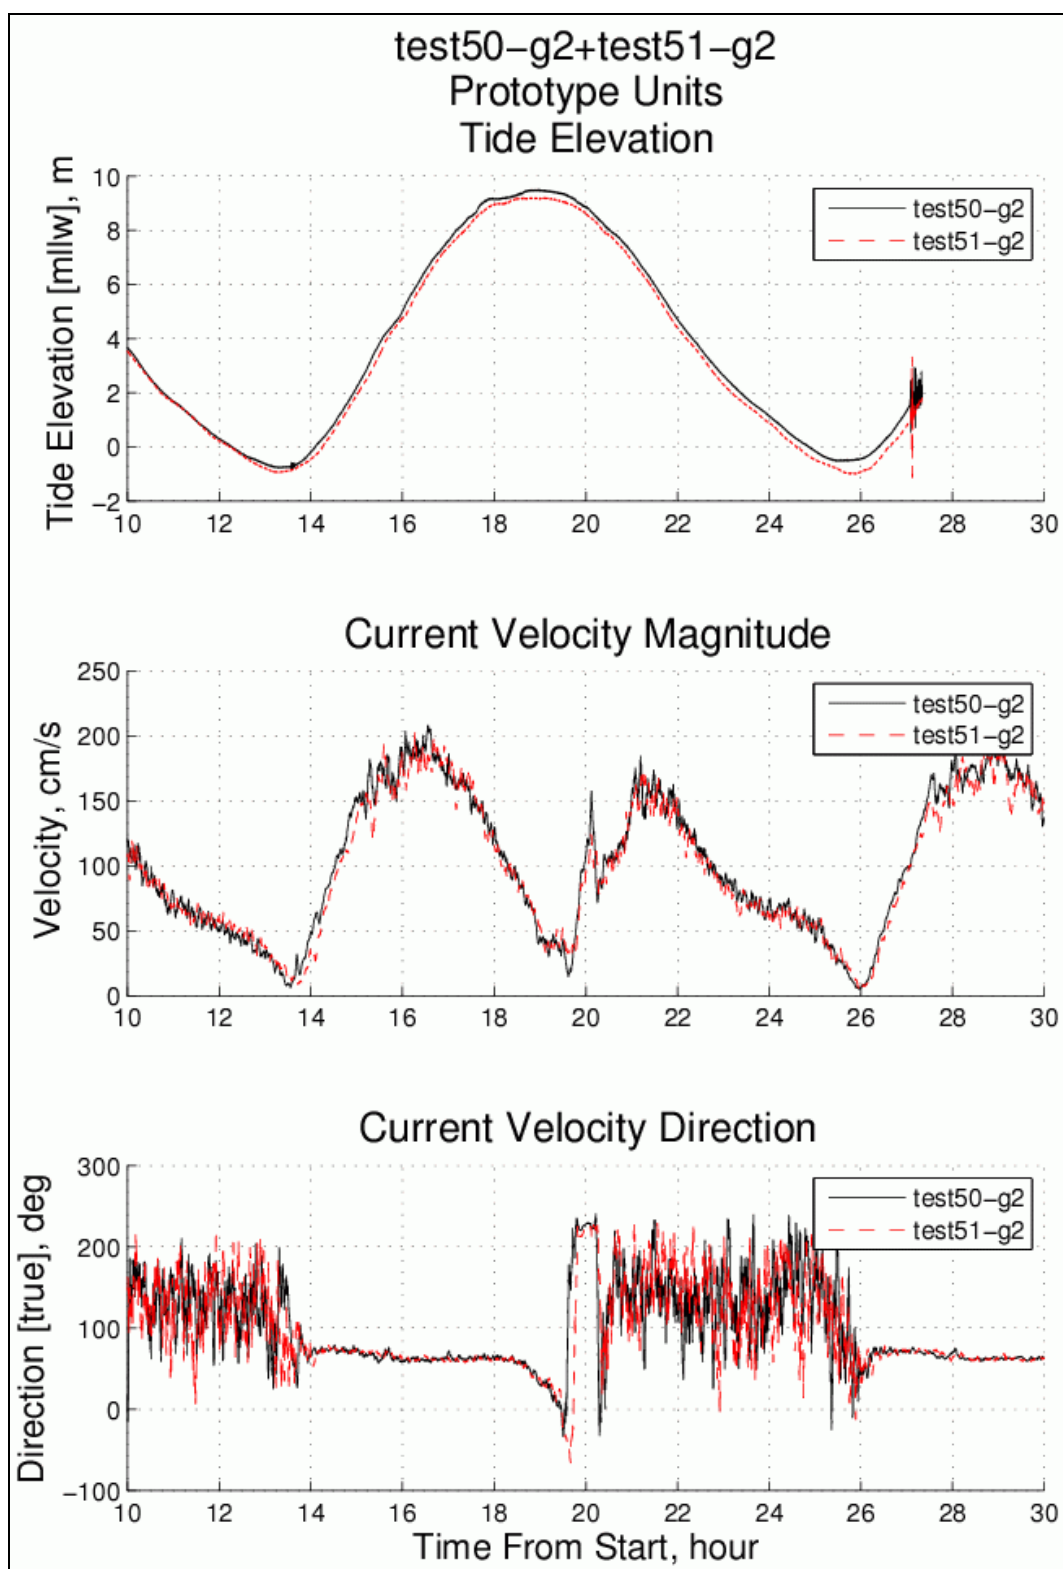 test50-g2+test51-g2
Prototype Units
Tide Elevation
Tide Elevation [mllw], m
10
8
6
4
2
0
−2
test50−g2
test51−g2
10 12 14 16 18 20 22 24 26 28 30
Current Velocity Magnitude
Velocity, cm/s
250
200
150
100
50
0
test50−g2
test51−g2
10 12 14 16 18 20 22 24 26 28 30
Current Velocity Direction
Direction [true], deg
300
200
100
0
−100
test50−g2
test51−g2
10 12 14 16 18 20 22 24 26 28 30
Time From Start, hour